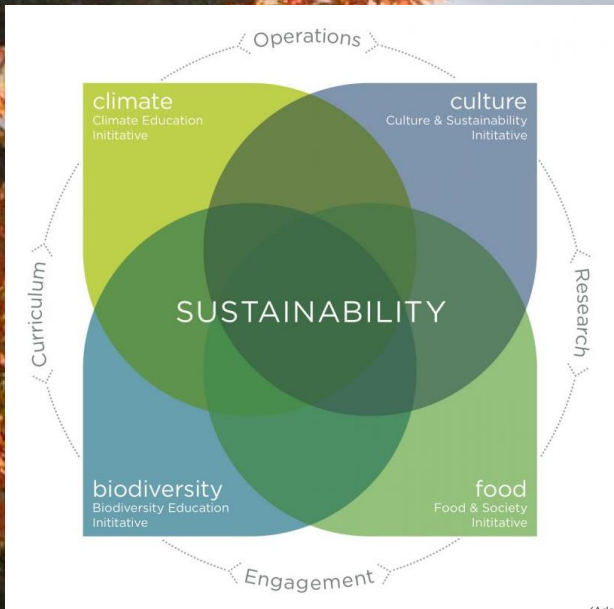 Operations
climate
Climate Education
Inititative
culture
Culture & Sustainability
Inititative
Curriculum
SUSTAINABILITY
Research
biodiversity
Biodiversity Education
Inititative
food
Food & Society
Inititative
Engagement